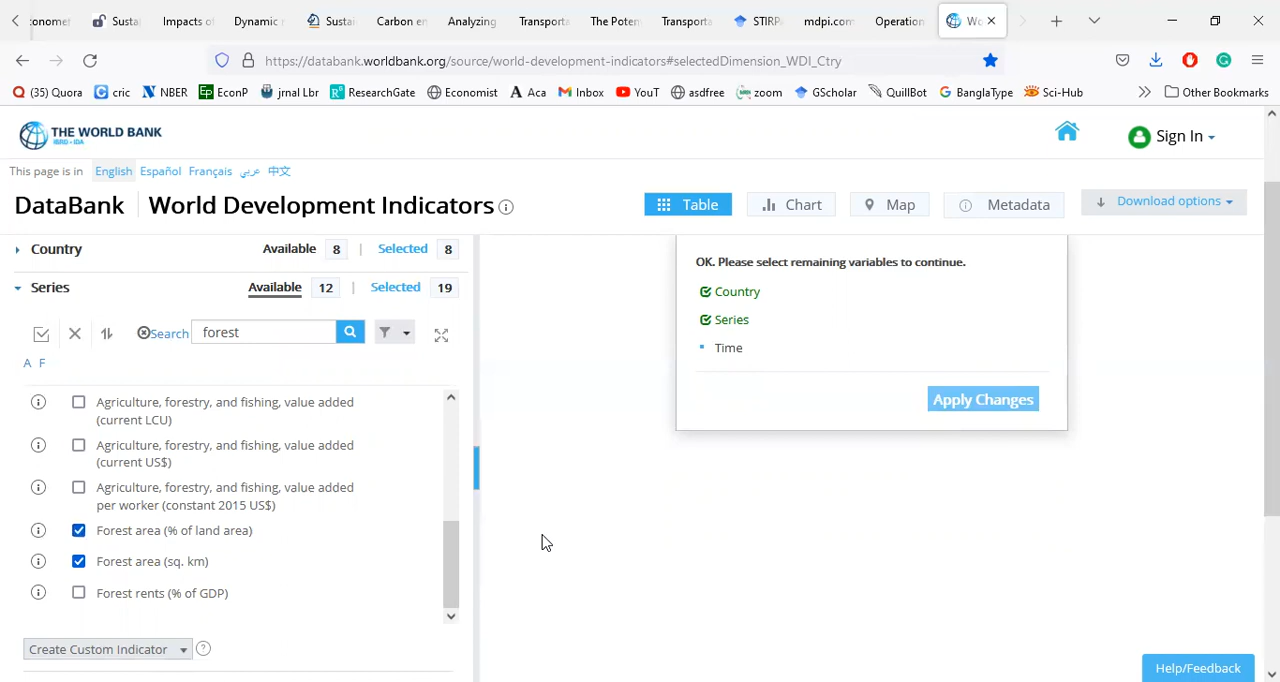 onomer Susta Impacts o Dynamic Sustai Carbon en Analyzing Transporta The Poten Transporta STIRPA mdpi.com Operation Wo
https://databank.worldbank.org/source/world-development-indicators#selectedDimension_WDI_Ctry
(35) Quora cric NBER EconP jrnal Lbr ResearchGate Economist Aca Inbox YouT asdfree zoom GScholar QuillBot BanglaType Sci-Hub Other Bookmarks
THE WORLD BANK
IBRD • IDA
Sign In
This page is in English Español Français عربي 中文
DataBank World Development Indicators
Table Chart Map Metadata Download options
Country Available 8 | Selected 8
Series Available 12 | Selected 19
Search forest
A F
Agriculture, forestry, and fishing, value added
(current LCU)
Agriculture, forestry, and fishing, value added
(current US$)
Agriculture, forestry, and fishing, value added
per worker (constant 2015 US$)
Forest area (% of land area)
Forest area (sq. km)
Forest rents (% of GDP)
Create Custom Indicator ?
OK. Please select remaining variables to continue.
Country
Series
Time
Apply Changes
Help/Feedback